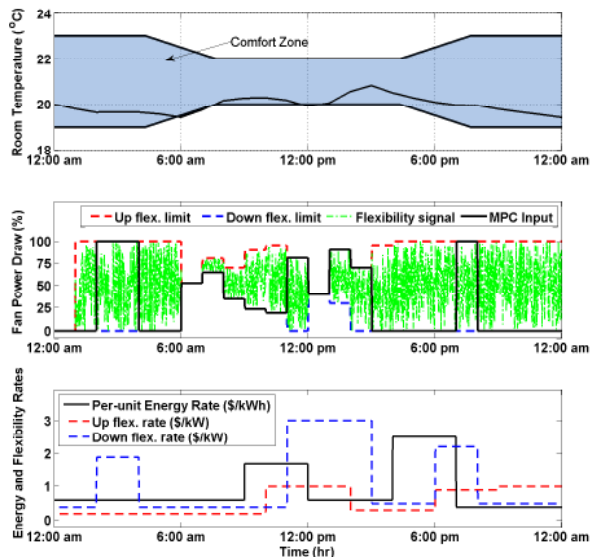 Room Temperature (°C)
24
22
20
18
Comfort Zone
12:00 am 6:00 am 12:00 pm 6:00 pm 12:00 am
Fan Power Draw (%)
Up flex. limit Down flex. limit Flexibility signal MPC Input
100
75
50
25
0
12:00 am 6:00 am 12:00 pm 6:00 pm 12:00 am
Energy and Flexibility Rates
Per-unit Energy Rate ($/kWh)
Up flex. rate ($/kW)
Down flex. rate ($/kW)
3
2
1
0
12:00 am 6:00 am 12:00 pm 6:00 pm 12:00 am
Time (hr)